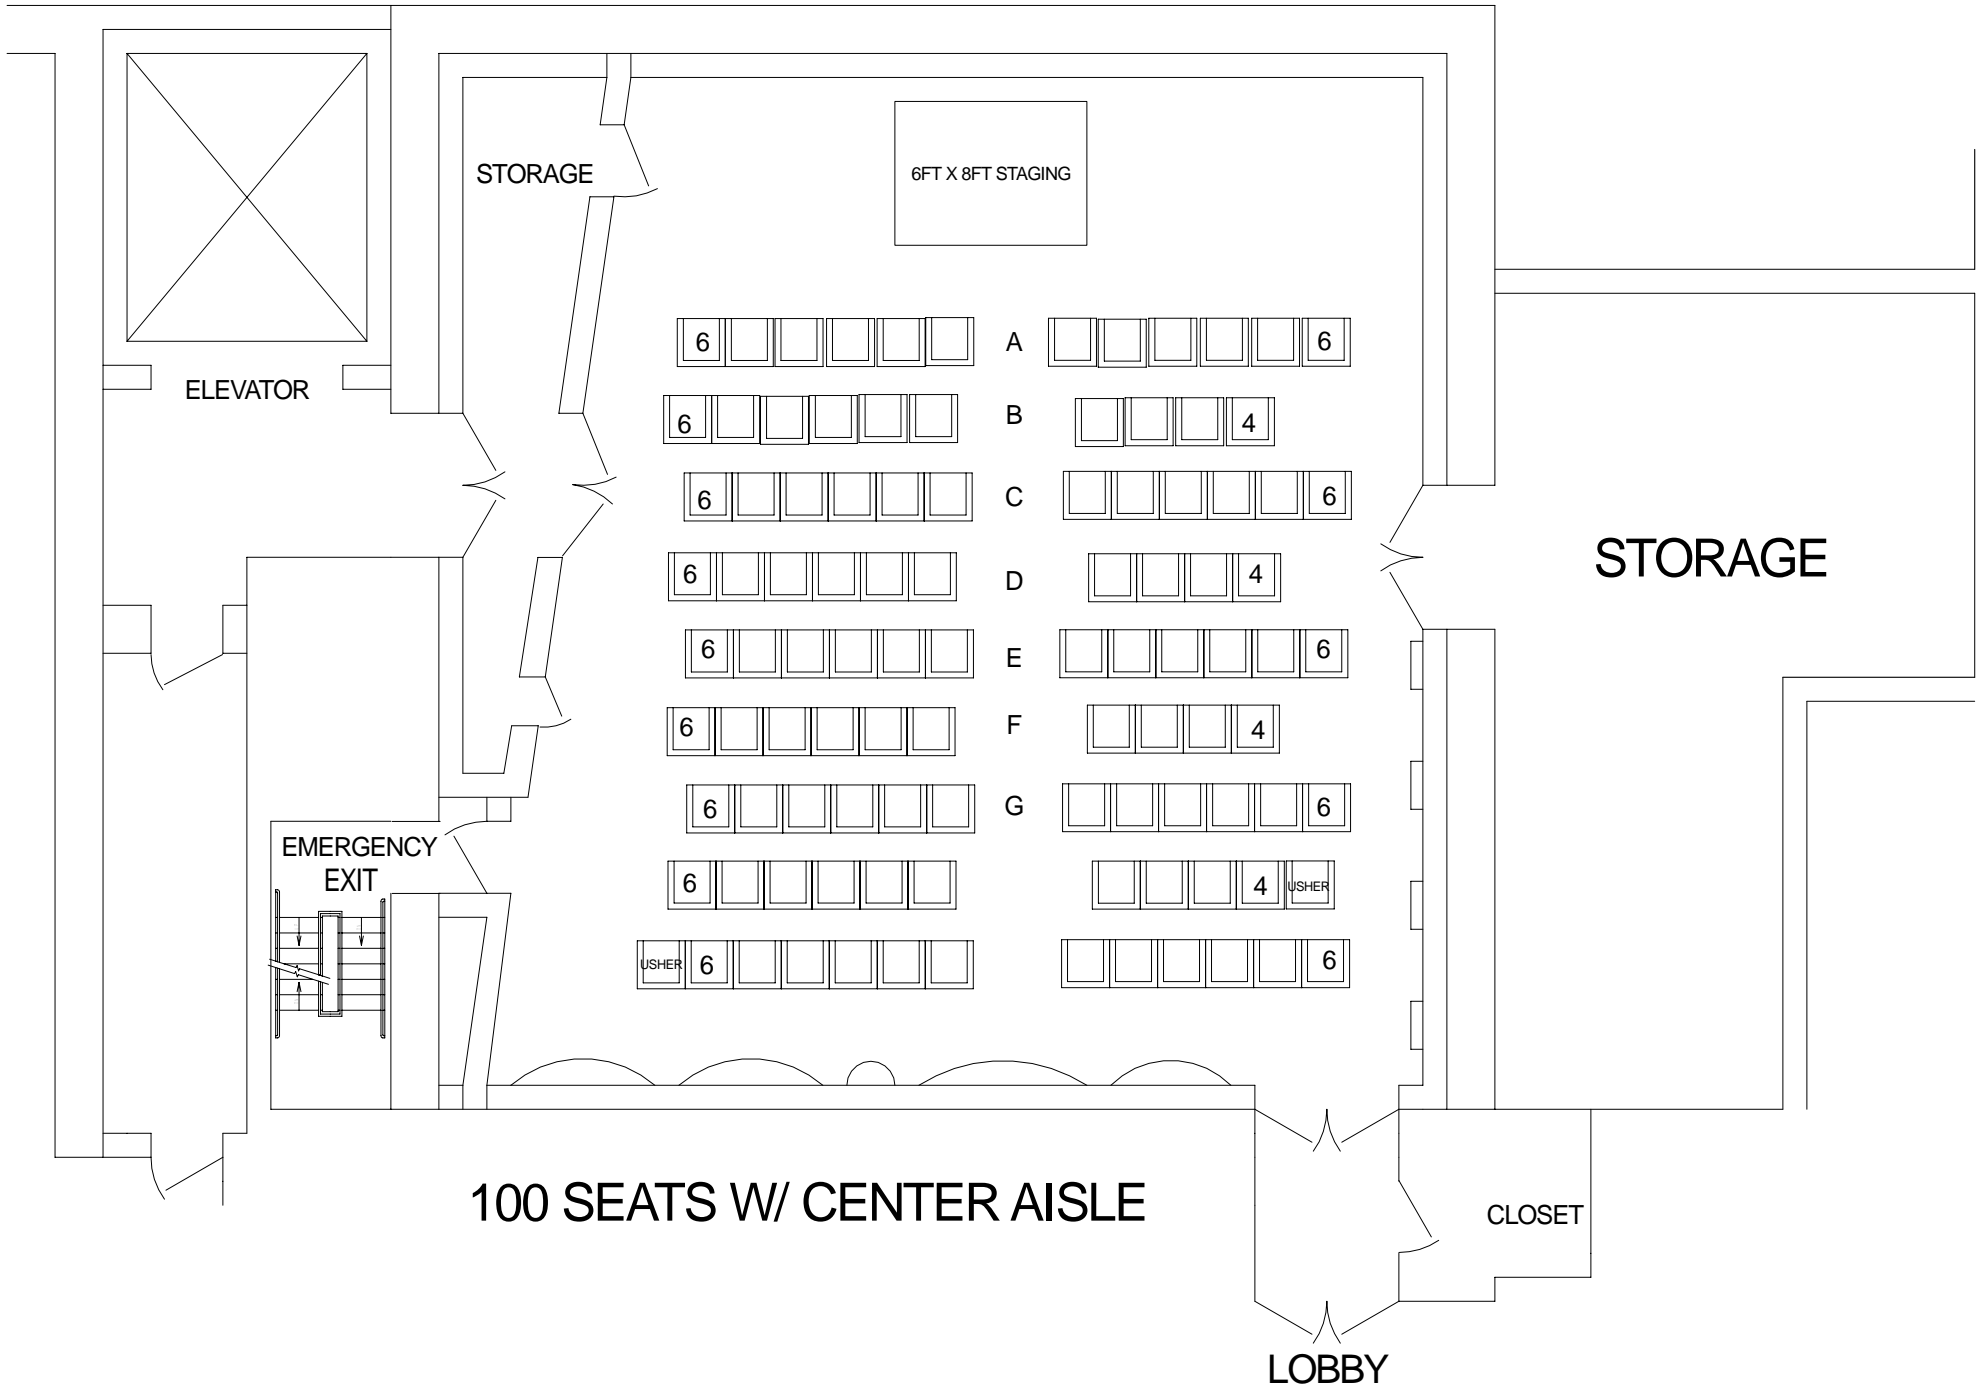 STORAGE
6FT X 8FT STAGING
6 A 6
ELEVATOR
6 B 4
6 C 6
STORAGE
6 D 4
6 E 6
6 F 4
6 G 6
EMERGENCY
EXIT
6 4 USHER
USHER 6 6
100 SEATS W/ CENTER AISLE
CLOSET
LOBBY